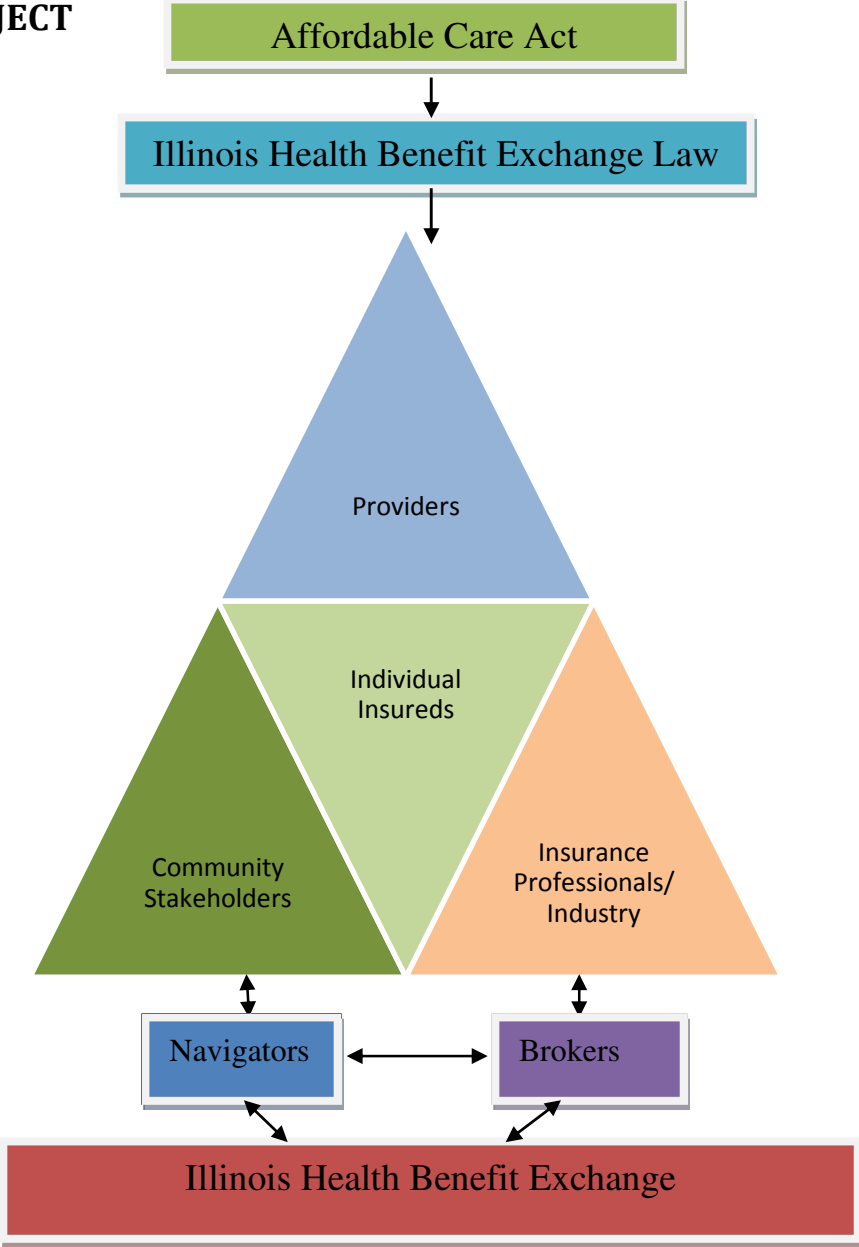 JECT
Affordable Care Act
Illinois Health Benefit Exchange Law
Providers
Individual
Insureds
Community
Stakeholders
Insurance
Professionals/
Industry
Navigators
Brokers
Illinois Health Benefit Exchange